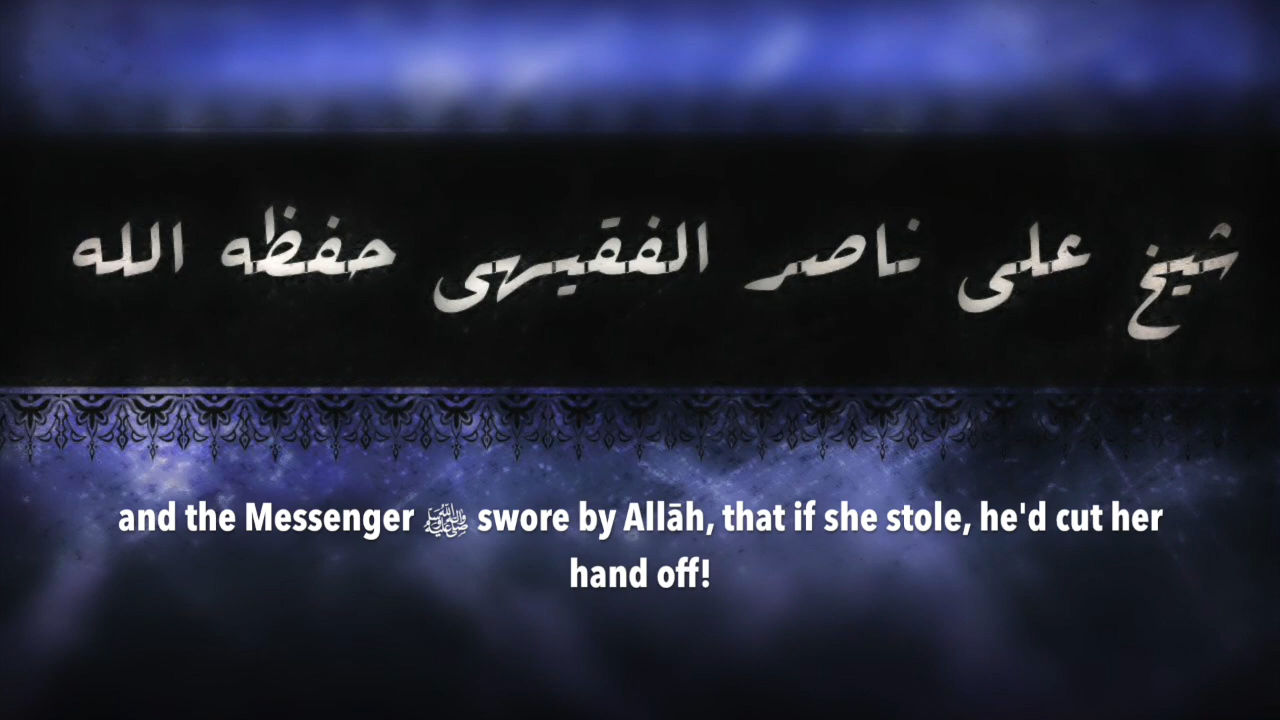 شيخ على ناصر الفقيهى حفظه الله
and the Messenger ﷺ swore by Allāh, that if she stole, he'd cut her
hand off!